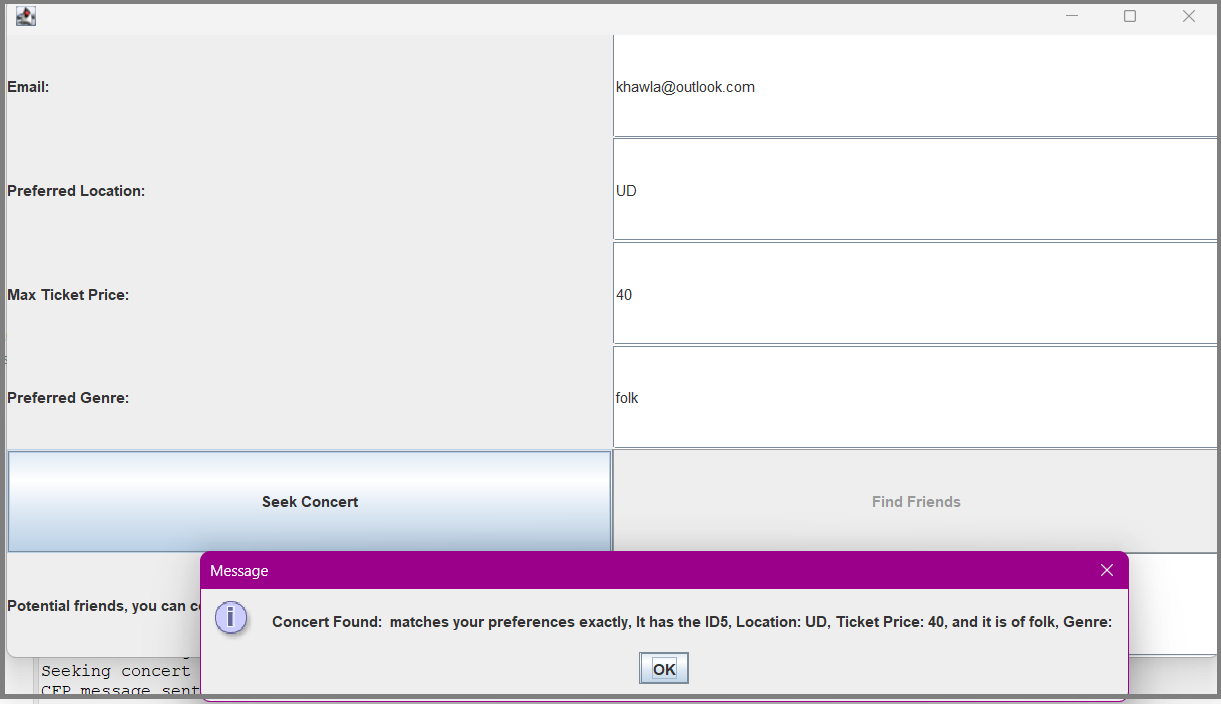 Email:
khawla@outlook.com
Preferred Location:
UD
Max Ticket Price:
40
Preferred Genre:
folk
Seek Concert
Find Friends
Message
Potential friends, you can
Concert Found:  matches your preferences exactly, It has the ID5, Location: UD, Ticket Price: 40, and it is of folk, Genre:
OK
Seeking concert
CFP message sent